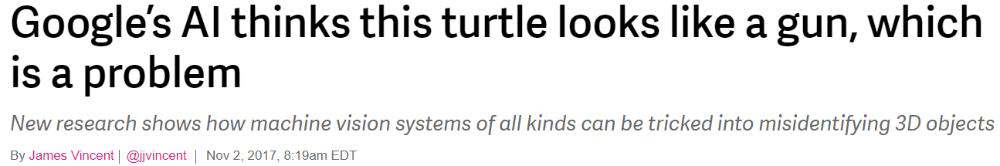 Google’s AI thinks this turtle looks like a gun, which
is a problem
New research shows how machine vision systems of all kinds can be tricked into misidentifying 3D objects
By James Vincent | @jjvincent | Nov 2, 2017, 8:19am EDT